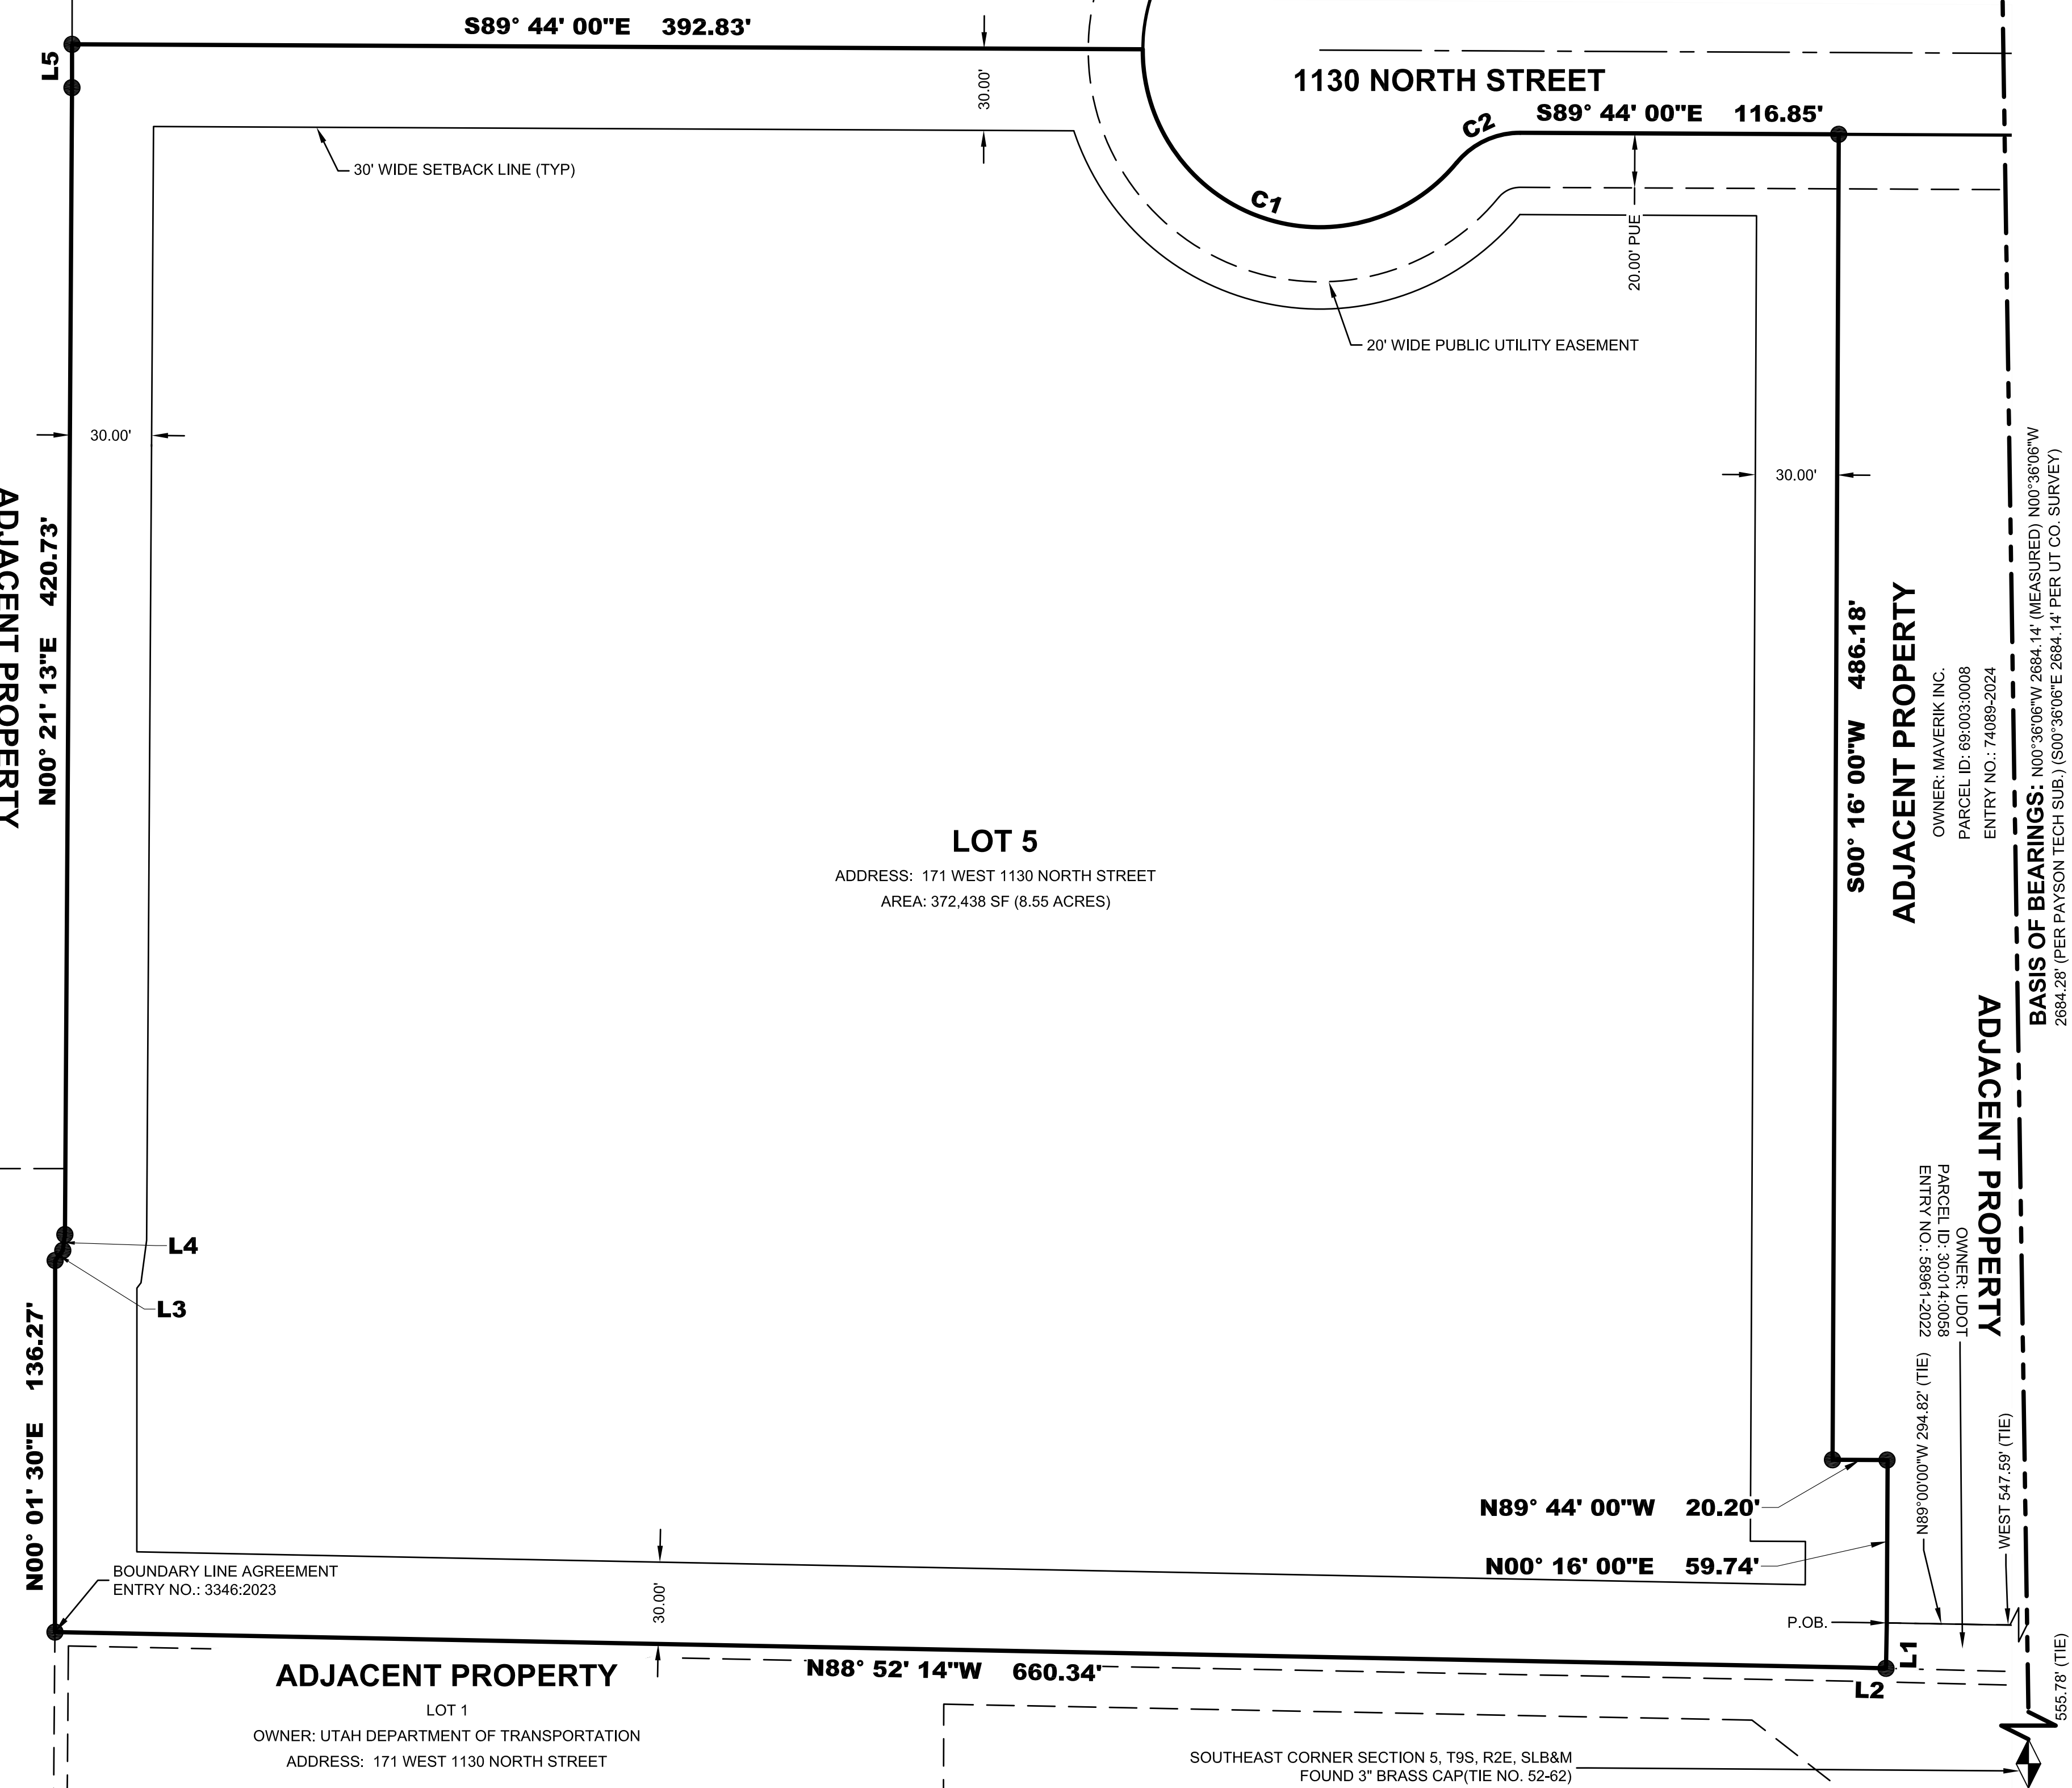 S89° 44' 00"E 392.83'
L5
30.00'
1130 NORTH STREET
S89° 44' 00"E 116.85'
C2
C1
30' WIDE SETBACK LINE (TYP)
20.00' PUE
20' WIDE PUBLIC UTILITY EASEMENT
30.00'
30.00'
ADJACENT PROPERTY
N00° 21' 13"E 420.73'
S00° 16' 00"W 486.18'
ADJACENT PROPERTY
OWNER: MAVERIK INC.
PARCEL ID: 69:003:0008
ENTRY NO.: 74089-2024
BASIS OF BEARINGS: N00°36'06"W 2684.14' (MEASURED) N00°36'06"W
2684.28' (PER PAYSON TECH SUB.) (S00°36'06"E 2684.14' PER UT CO. SURVEY)
LOT 5
ADDRESS: 171 WEST 1130 NORTH STREET
AREA: 372,438 SF (8.55 ACRES)
ADJACENT PROPERTY
OWNER: UDOT
PARCEL ID: 30:014:0058
ENTRY NO.: 58961-2022
L4
L3
N00° 01' 30"E 136.27'
N89°00'00"W 294.82' (TIE)
WEST 547.59' (TIE)
N89° 44' 00"W 20.20'
N00° 16' 00"E 59.74'
BOUNDARY LINE AGREEMENT
ENTRY NO.: 3346:2023
30.00'
P.OB.
L1
L2
N88° 52' 14"W 660.34'
555.78' (TIE)
ADJACENT PROPERTY
LOT 1
OWNER: UTAH DEPARTMENT OF TRANSPORTATION
ADDRESS: 171 WEST 1130 NORTH STREET
SOUTHEAST CORNER SECTION 5, T9S, R2E, SLB&M
FOUND 3" BRASS CAP(TIE NO. 52-62)